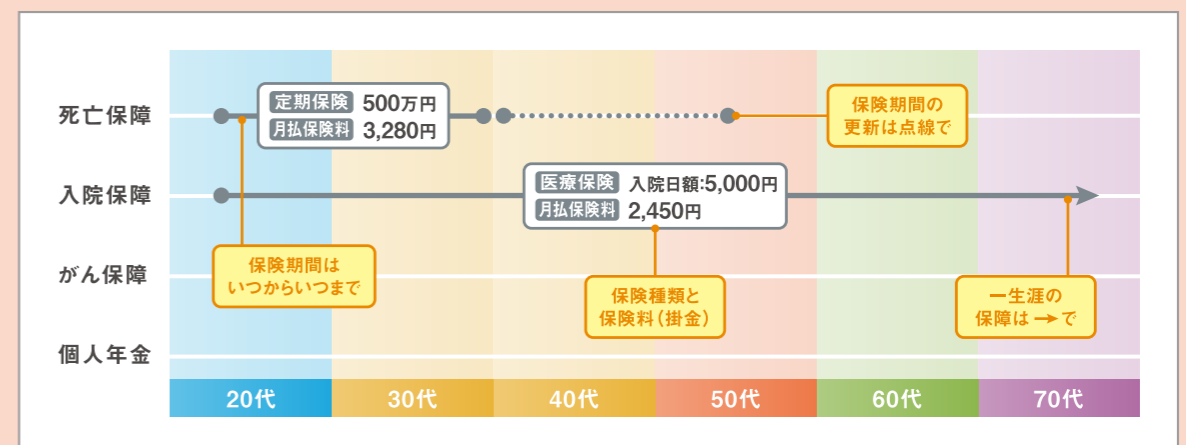 死亡保障
定期保険 500万円
月払保険料 3,280円
保険期間の
更新は点線で
入院保障
医療保険 入院日額:5,000円
月払保険料 2,450円
がん保障
保険期間は
いつからいつまで
保険種類と
保険料(掛金)
一生涯の
保障は→で
個人年金
20代 30代 40代 50代 60代 70代